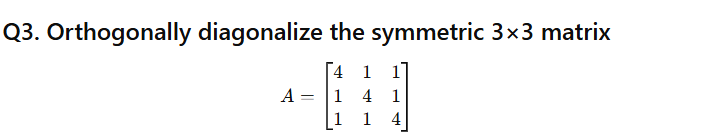 Q3. Orthogonally diagonalize the symmetric 3×3 matrix
A = [4 1 1
1 4 1
1 1 4]